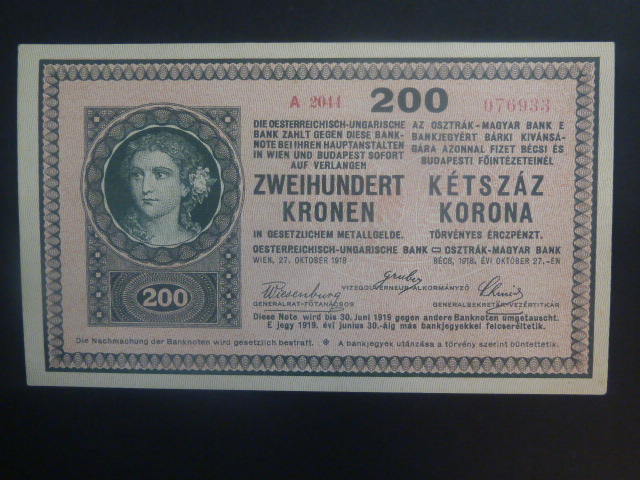 A 2044 200 076933
DIE OESTERREICHISCH-UNGARISCHE
BANK ZAHLT GEGEN DIESE BANK-
NOTE BEI IHREN HAUPTANSTALTEN
IN WIEN UND BUDAPEST SOFORT
AUF VERLANGEN
ZWEIHUNDERT
KRONEN
IN GESETZLICHEM METALLGELDE.
OESTERREICHISCH-UNGARISCHE BANK
WIEN, 27. OKTOBER 1918
AZ OSZTRÁK-MAGYAR BANK E
BANKJEGYÉRT BÁRKI KIVÁNSÁ-
GÁRA AZONNAL FIZET BÉCSI ÉS
BUDAPESTI FŐINTÉZETEINÉL
KÉTSZÁZ
KORONA
TÖRVÉNYES ÉRCZPÉNZT.
OSZTRÁK-MAGYAR BANK
BÉCS, 1918. ÉVI OKTÓBER 27.-ÉN
200
Gruber
VIZEGOUVERNEUR-ALKORMÁNYZÓ
Wiesenburg
GENERALRAT-FŐTANÁCSOS
Schmid
GENERALSEKRETÄR-VEZÉRTITKÁR
Diese Note wird bis 30. Juni 1919 gegen andere Banknoten umgetauscht.
E jegy 1919. évi junius 30.-áig más bankjegyekkel felcseréltetik.
Die Nachmachung der Banknoten wird gesetzlich bestraft. * A bankjegyek utánzása a törvény szerint büntettetik.